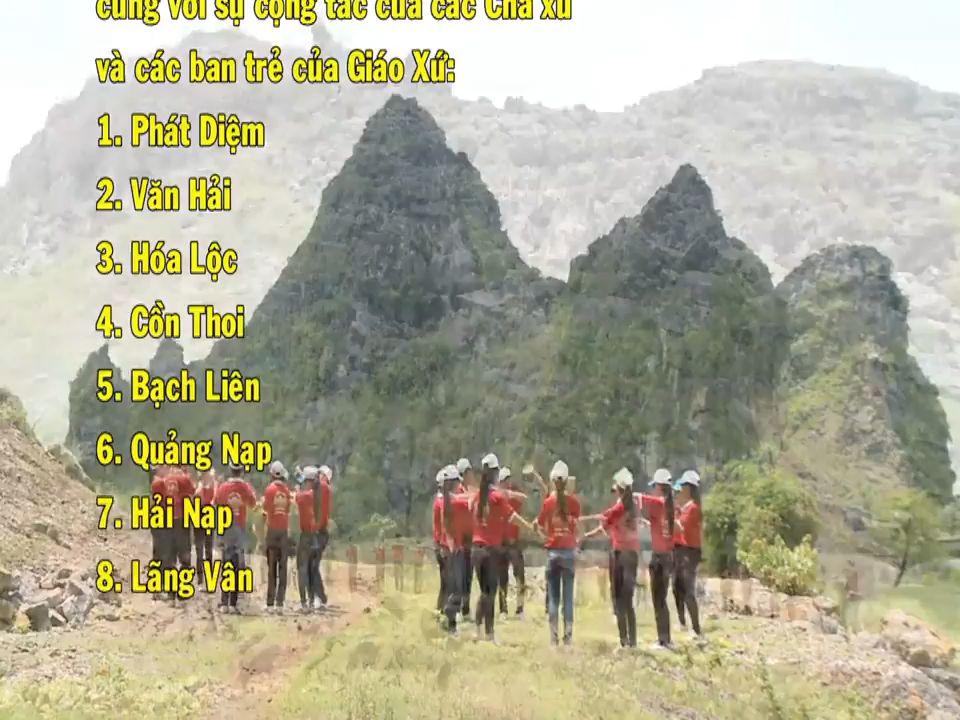 cùng với sự cộng tác của các Cha xứ
và các ban trẻ của Giáo Xứ:
1. Phát Diệm
2. Văn Hải
3. Hóa Lộc
4. Cồn Thoi
5. Bạch Liên
6. Quảng Nạp
7. Hải Nạp
8. Lãng Vân